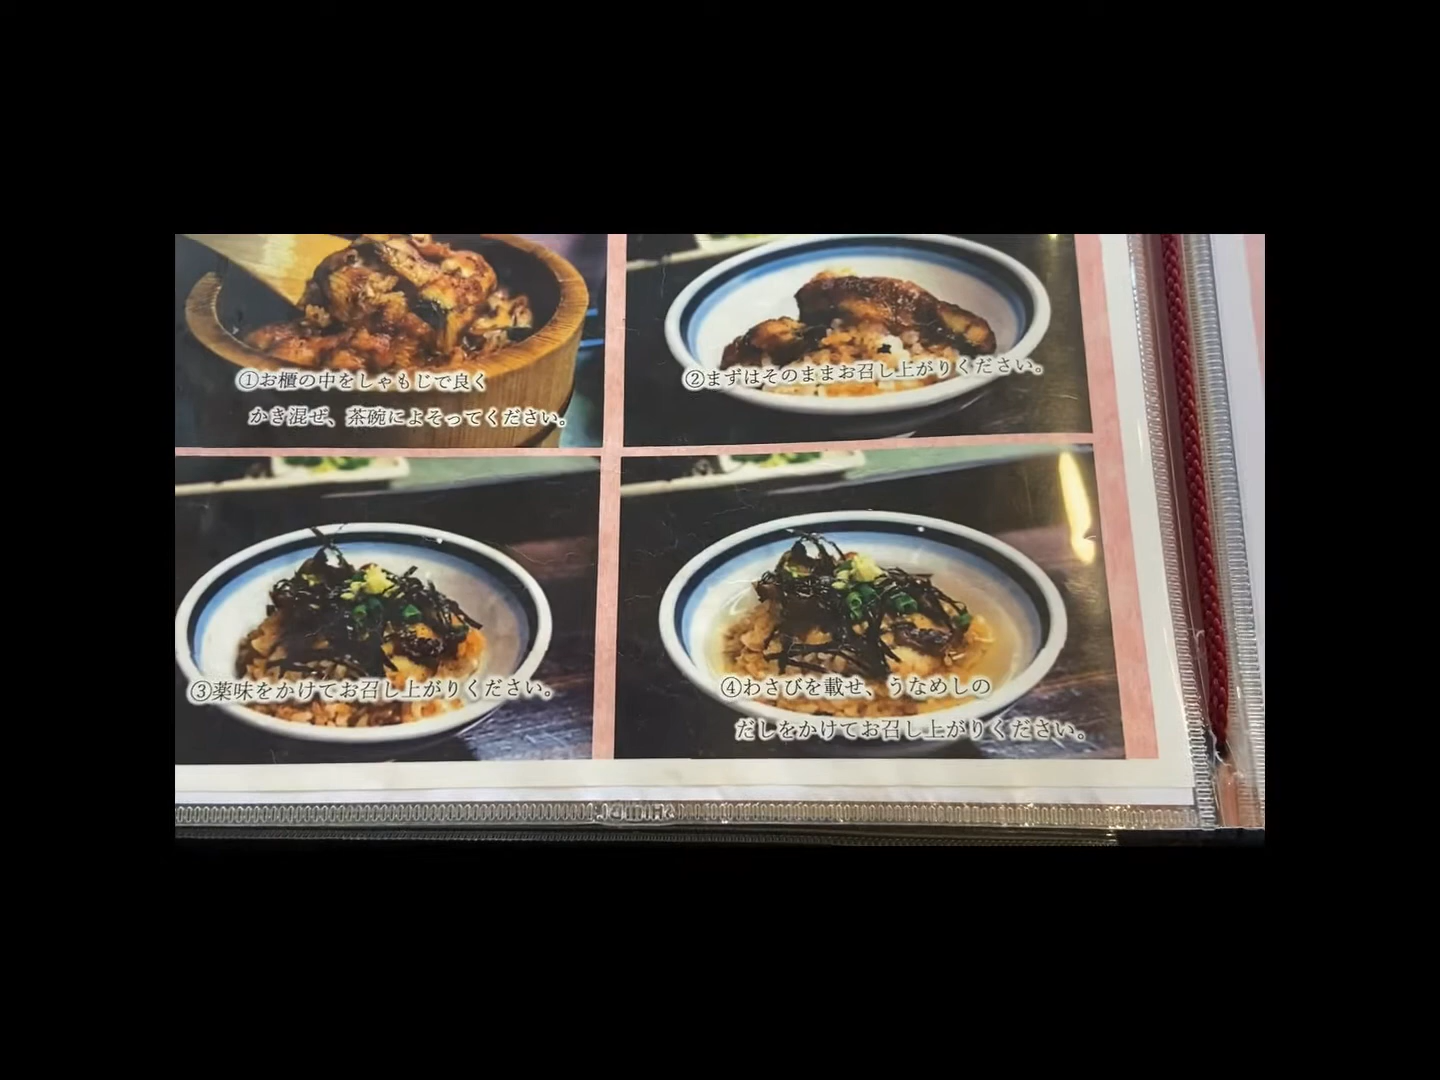 ①お櫃の中をしゃもじで良く
かき混ぜ、茶碗によそってください。
②まずはそのままお召し上がりください。
③薬味をかけてお召し上がりください。
④わさびを載せ、うなめしの
だしをかけてお召し上がりください。